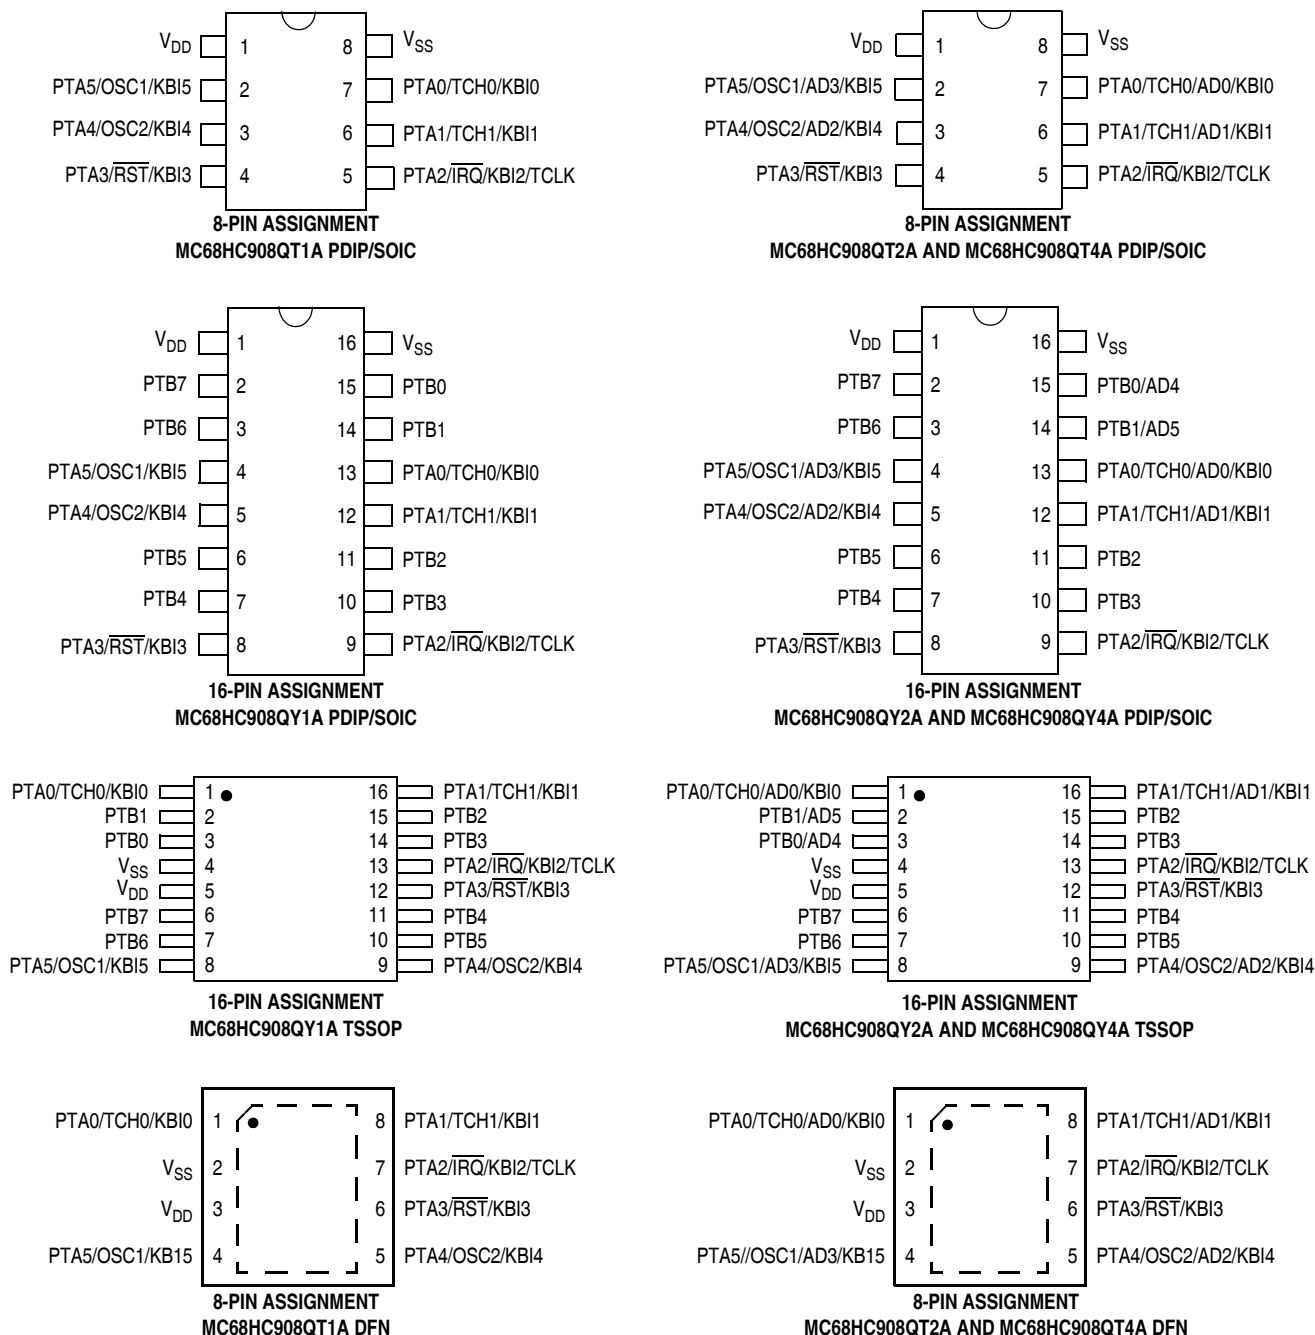 VDD 1 8 VSS
PTA5/OSC1/KBI5 2 7 PTA0/TCH0/KBI0
PTA4/OSC2/KBI4 3 6 PTA1/TCH1/KBI1
PTA3/R̅S̅T̅/KBI3 4 5 PTA2/I̅R̅Q̅/KBI2/TCLK
8-PIN ASSIGNMENT
MC68HC908QT1A PDIP/SOIC
VDD 1 8 VSS
PTA5/OSC1/AD3/KBI5 2 7 PTA0/TCH0/AD0/KBI0
PTA4/OSC2/AD2/KBI4 3 6 PTA1/TCH1/AD1/KBI1
PTA3/R̅S̅T̅/KBI3 4 5 PTA2/I̅R̅Q̅/KBI2/TCLK
8-PIN ASSIGNMENT
MC68HC908QT2A AND MC68HC908QT4A PDIP/SOIC
VDD 1 16 VSS
PTB7 2 15 PTB0
PTB6 3 14 PTB1
PTA5/OSC1/KBI5 4 13 PTA0/TCH0/KBI0
PTA4/OSC2/KBI4 5 12 PTA1/TCH1/KBI1
PTB5 6 11 PTB2
PTB4 7 10 PTB3
PTA3/R̅S̅T̅/KBI3 8 9 PTA2/I̅R̅Q̅/KBI2/TCLK
16-PIN ASSIGNMENT
MC68HC908QY1A PDIP/SOIC
VDD 1 16 VSS
PTB7 2 15 PTB0/AD4
PTB6 3 14 PTB1/AD5
PTA5/OSC1/AD3/KBI5 4 13 PTA0/TCH0/AD0/KBI0
PTA4/OSC2/AD2/KBI4 5 12 PTA1/TCH1/AD1/KBI1
PTB5 6 11 PTB2
PTB4 7 10 PTB3
PTA3/R̅S̅T̅/KBI3 8 9 PTA2/I̅R̅Q̅/KBI2/TCLK
16-PIN ASSIGNMENT
MC68HC908QY2A AND MC68HC908QY4A PDIP/SOIC
PTA0/TCH0/KBI0 1 16 PTA1/TCH1/KBI1
PTB1 2 15 PTB2
PTB0 3 14 PTB3
VSS 4 13 PTA2/I̅R̅Q̅/KBI2/TCLK
VDD 5 12 PTA3/R̅S̅T̅/KBI3
PTB7 6 11 PTB4
PTB6 7 10 PTB5
PTA5/OSC1/KBI5 8 9 PTA4/OSC2/KBI4
16-PIN ASSIGNMENT
MC68HC908QY1A TSSOP
PTA0/TCH0/AD0/KBI0 1 16 PTA1/TCH1/AD1/KBI1
PTB1/AD5 2 15 PTB2
PTB0/AD4 3 14 PTB3
VSS 4 13 PTA2/I̅R̅Q̅/KBI2/TCLK
VDD 5 12 PTA3/R̅S̅T̅/KBI3
PTB7 6 11 PTB4
PTB6 7 10 PTB5
PTA5/OSC1/AD3/KBI5 8 9 PTA4/OSC2/AD2/KBI4
16-PIN ASSIGNMENT
MC68HC908QY2A AND MC68HC908QY4A TSSOP
PTA0/TCH0/KBI0 1 8 PTA1/TCH1/KBI1
VSS 2 7 PTA2/I̅R̅Q̅/KBI2/TCLK
VDD 3 6 PTA3/R̅S̅T̅/KBI3
PTA5/OSC1/KB15 4 5 PTA4/OSC2/KBI4
8-PIN ASSIGNMENT
MC68HC908QT1A DFN
PTA0/TCH0/AD0/KBI0 1 8 PTA1/TCH1/AD1/KBI1
VSS 2 7 PTA2/I̅R̅Q̅/KBI2/TCLK
VDD 3 6 PTA3/R̅S̅T̅/KBI3
PTA5//OSC1/AD3/KB15 4 5 PTA4/OSC2/AD2/KBI4
8-PIN ASSIGNMENT
MC68HC908QT2A AND MC68HC908QT4A DFN